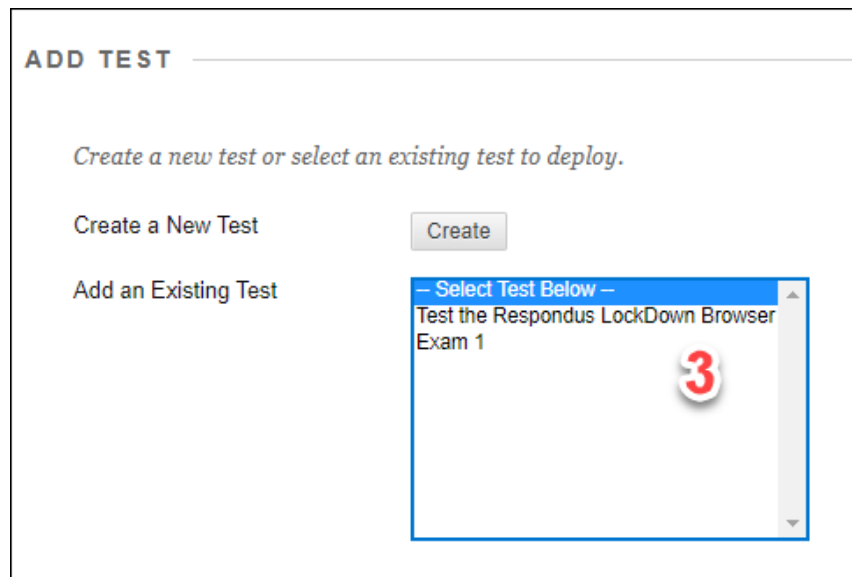 ADD TEST
Create a new test or select an existing test to deploy.
Create a New Test
Create
Add an Existing Test
-- Select Test Below --
Test the Respondus LockDown Browser
Exam 1
3